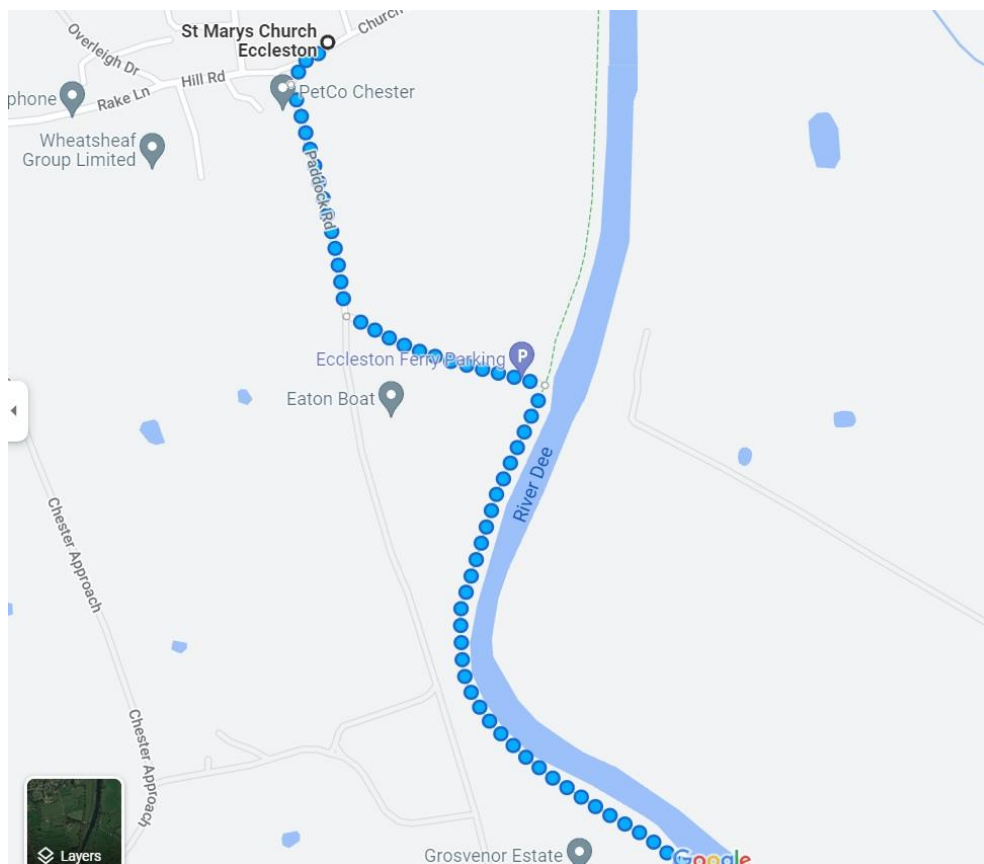 St Marys Church
Eccleston
Church
Overleigh Dr
Hill Rd
Rake Ln
phone
PetCo Chester
Wheatsheaf
Group Limited
Paddock Rd
Eccleston Ferry Parking
P
Eaton Boat
River Dee
Chester Approach
Chester Approach
Layers
Grosvenor Estate
Google